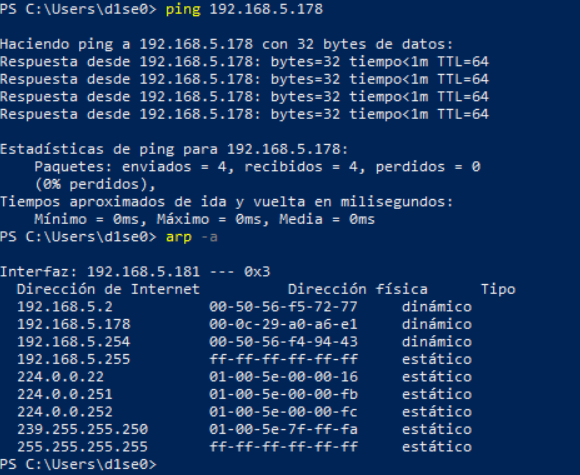 PS C:\Users\d1se0> ping 192.168.5.178
Haciendo ping a 192.168.5.178 con 32 bytes de datos:
Respuesta desde 192.168.5.178: bytes=32 tiempo<1m TTL=64
Respuesta desde 192.168.5.178: bytes=32 tiempo<1m TTL=64
Respuesta desde 192.168.5.178: bytes=32 tiempo<1m TTL=64
Respuesta desde 192.168.5.178: bytes=32 tiempo<1m TTL=64
Estadísticas de ping para 192.168.5.178:
    Paquetes: enviados = 4, recibidos = 4, perdidos = 0
    (0% perdidos),
Tiempos aproximados de ida y vuelta en milisegundos:
    Mínimo = 0ms, Máximo = 0ms, Media = 0ms
PS C:\Users\d1se0> arp -a
Interfaz: 192.168.5.181 --- 0x3
  Dirección de Internet          Dirección física      Tipo
  192.168.5.2           00-50-56-f5-72-77     dinámico
  192.168.5.178         00-0c-29-a0-a6-e1     dinámico
  192.168.5.254         00-50-56-f4-94-43     dinámico
  192.168.5.255         ff-ff-ff-ff-ff-ff     estático
  224.0.0.22            01-00-5e-00-00-16     estático
  224.0.0.251           01-00-5e-00-00-fb     estático
  224.0.0.252           01-00-5e-00-00-fc     estático
  239.255.255.250       01-00-5e-7f-ff-fa     estático
  255.255.255.255       ff-ff-ff-ff-ff-ff     estático
PS C:\Users\d1se0>